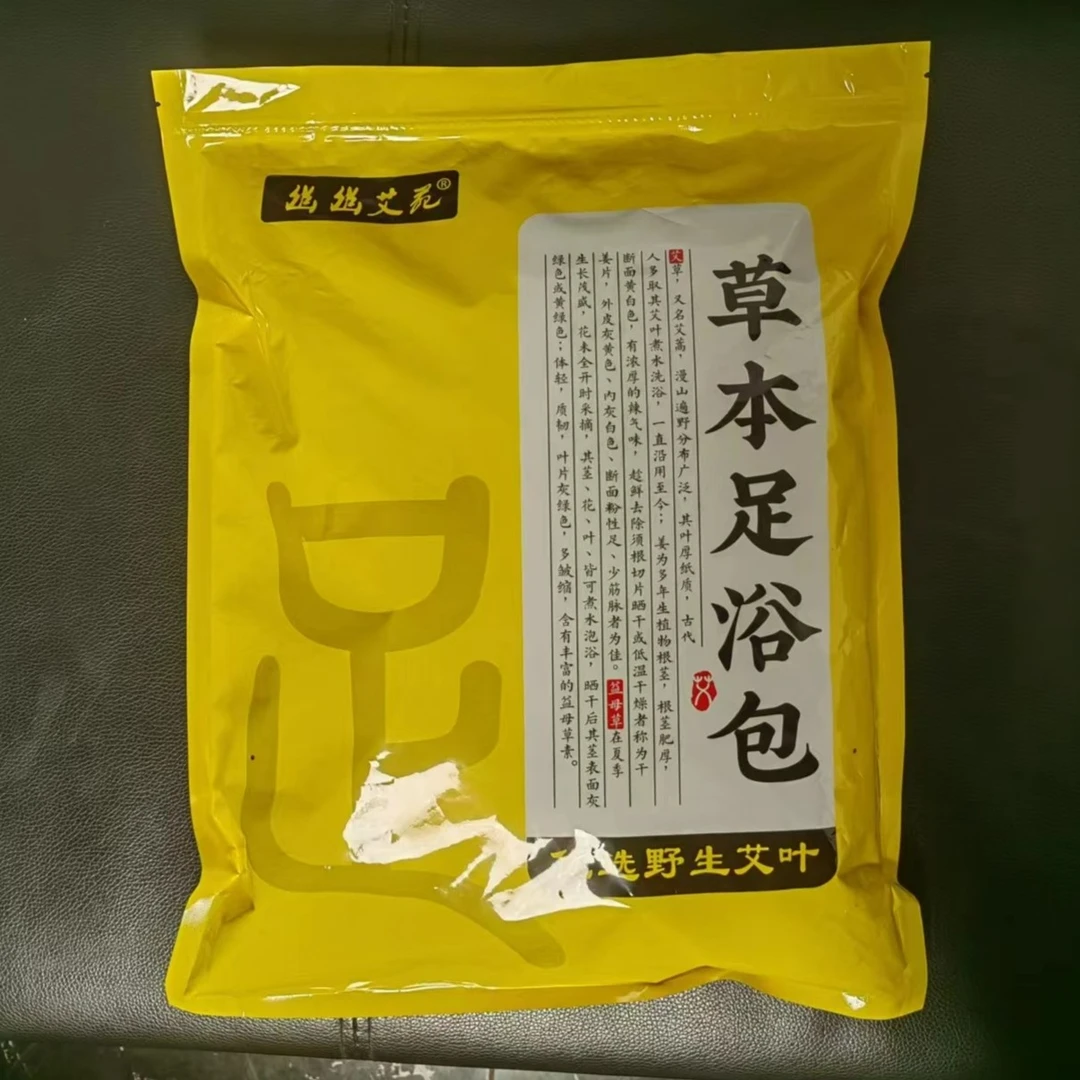 艾苑®
草本足浴包
艾草，又名艾蒿，漫山遍野分布广泛，其叶厚纸质，古代
人多取其艾叶煮水洗浴，一直沿用至今；姜为多年生植物根茎，根茎肥厚，
断面黄白色，有浓厚的辣气味，趁鲜去除须根切片晒干或低温干燥者称为干
姜片，外皮灰黄色、内灰白色、断面粉性足、少筋脉者为佳。益母草在夏季
生长茂盛，花未全开时采摘，其茎、花、叶、皆可煮水泡浴，晒干后其茎表面灰
绿色或黄绿色；体轻，质韧，叶片灰绿色，多皱缩，含有丰富的益母草素。
艾
选野生艾叶